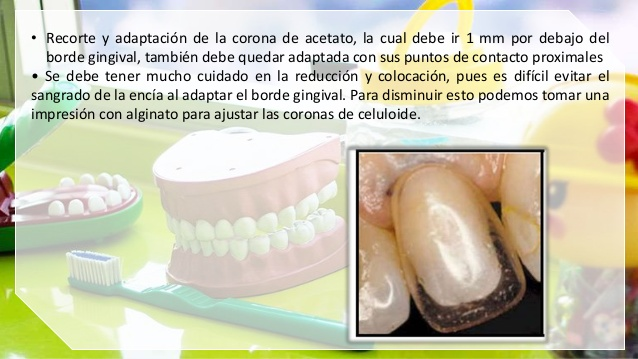 • Recorte y adaptación de la corona de acetato, la cual debe ir 1 mm por debajo del
borde gingival, también debe quedar adaptada con sus puntos de contacto proximales
• Se debe tener mucho cuidado en la reducción y colocación, pues es difícil evitar el
sangrado de la encía al adaptar el borde gingival. Para disminuir esto podemos tomar una
impresión con alginato para ajustar las coronas de celuloide.